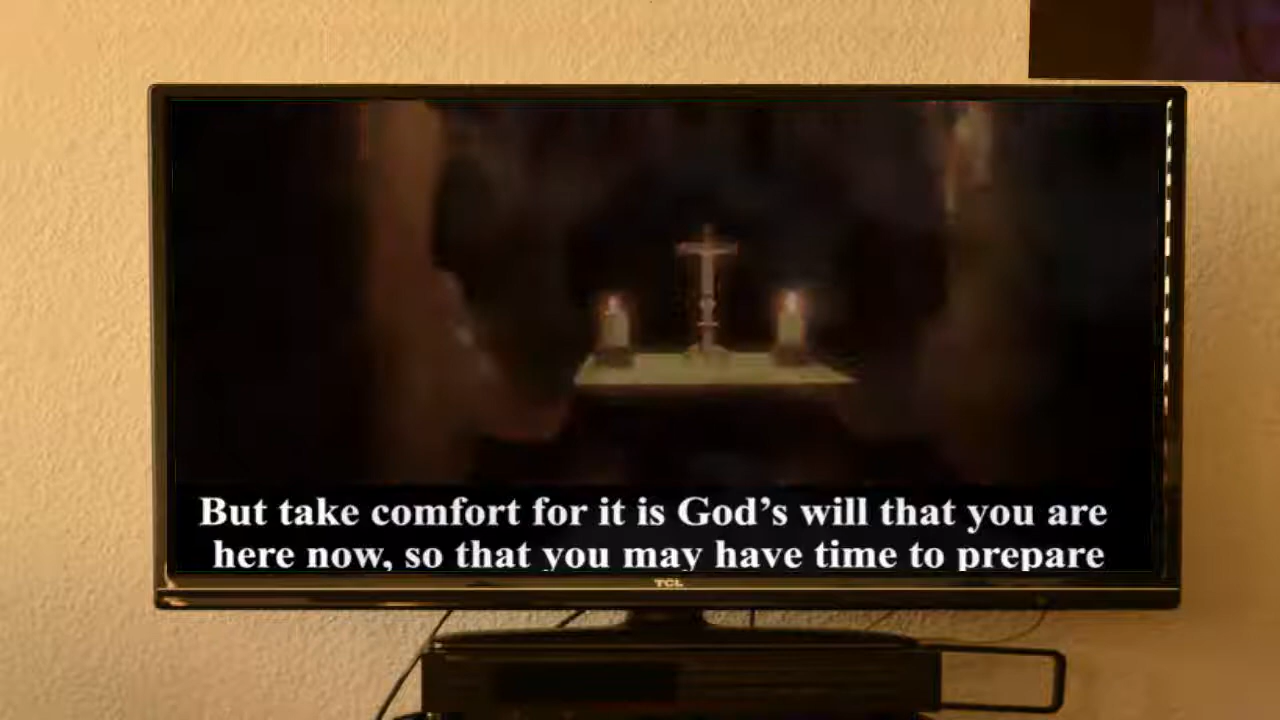 But take comfort for it is God's will that you are
here now, so that you may have time to prepare
TCL